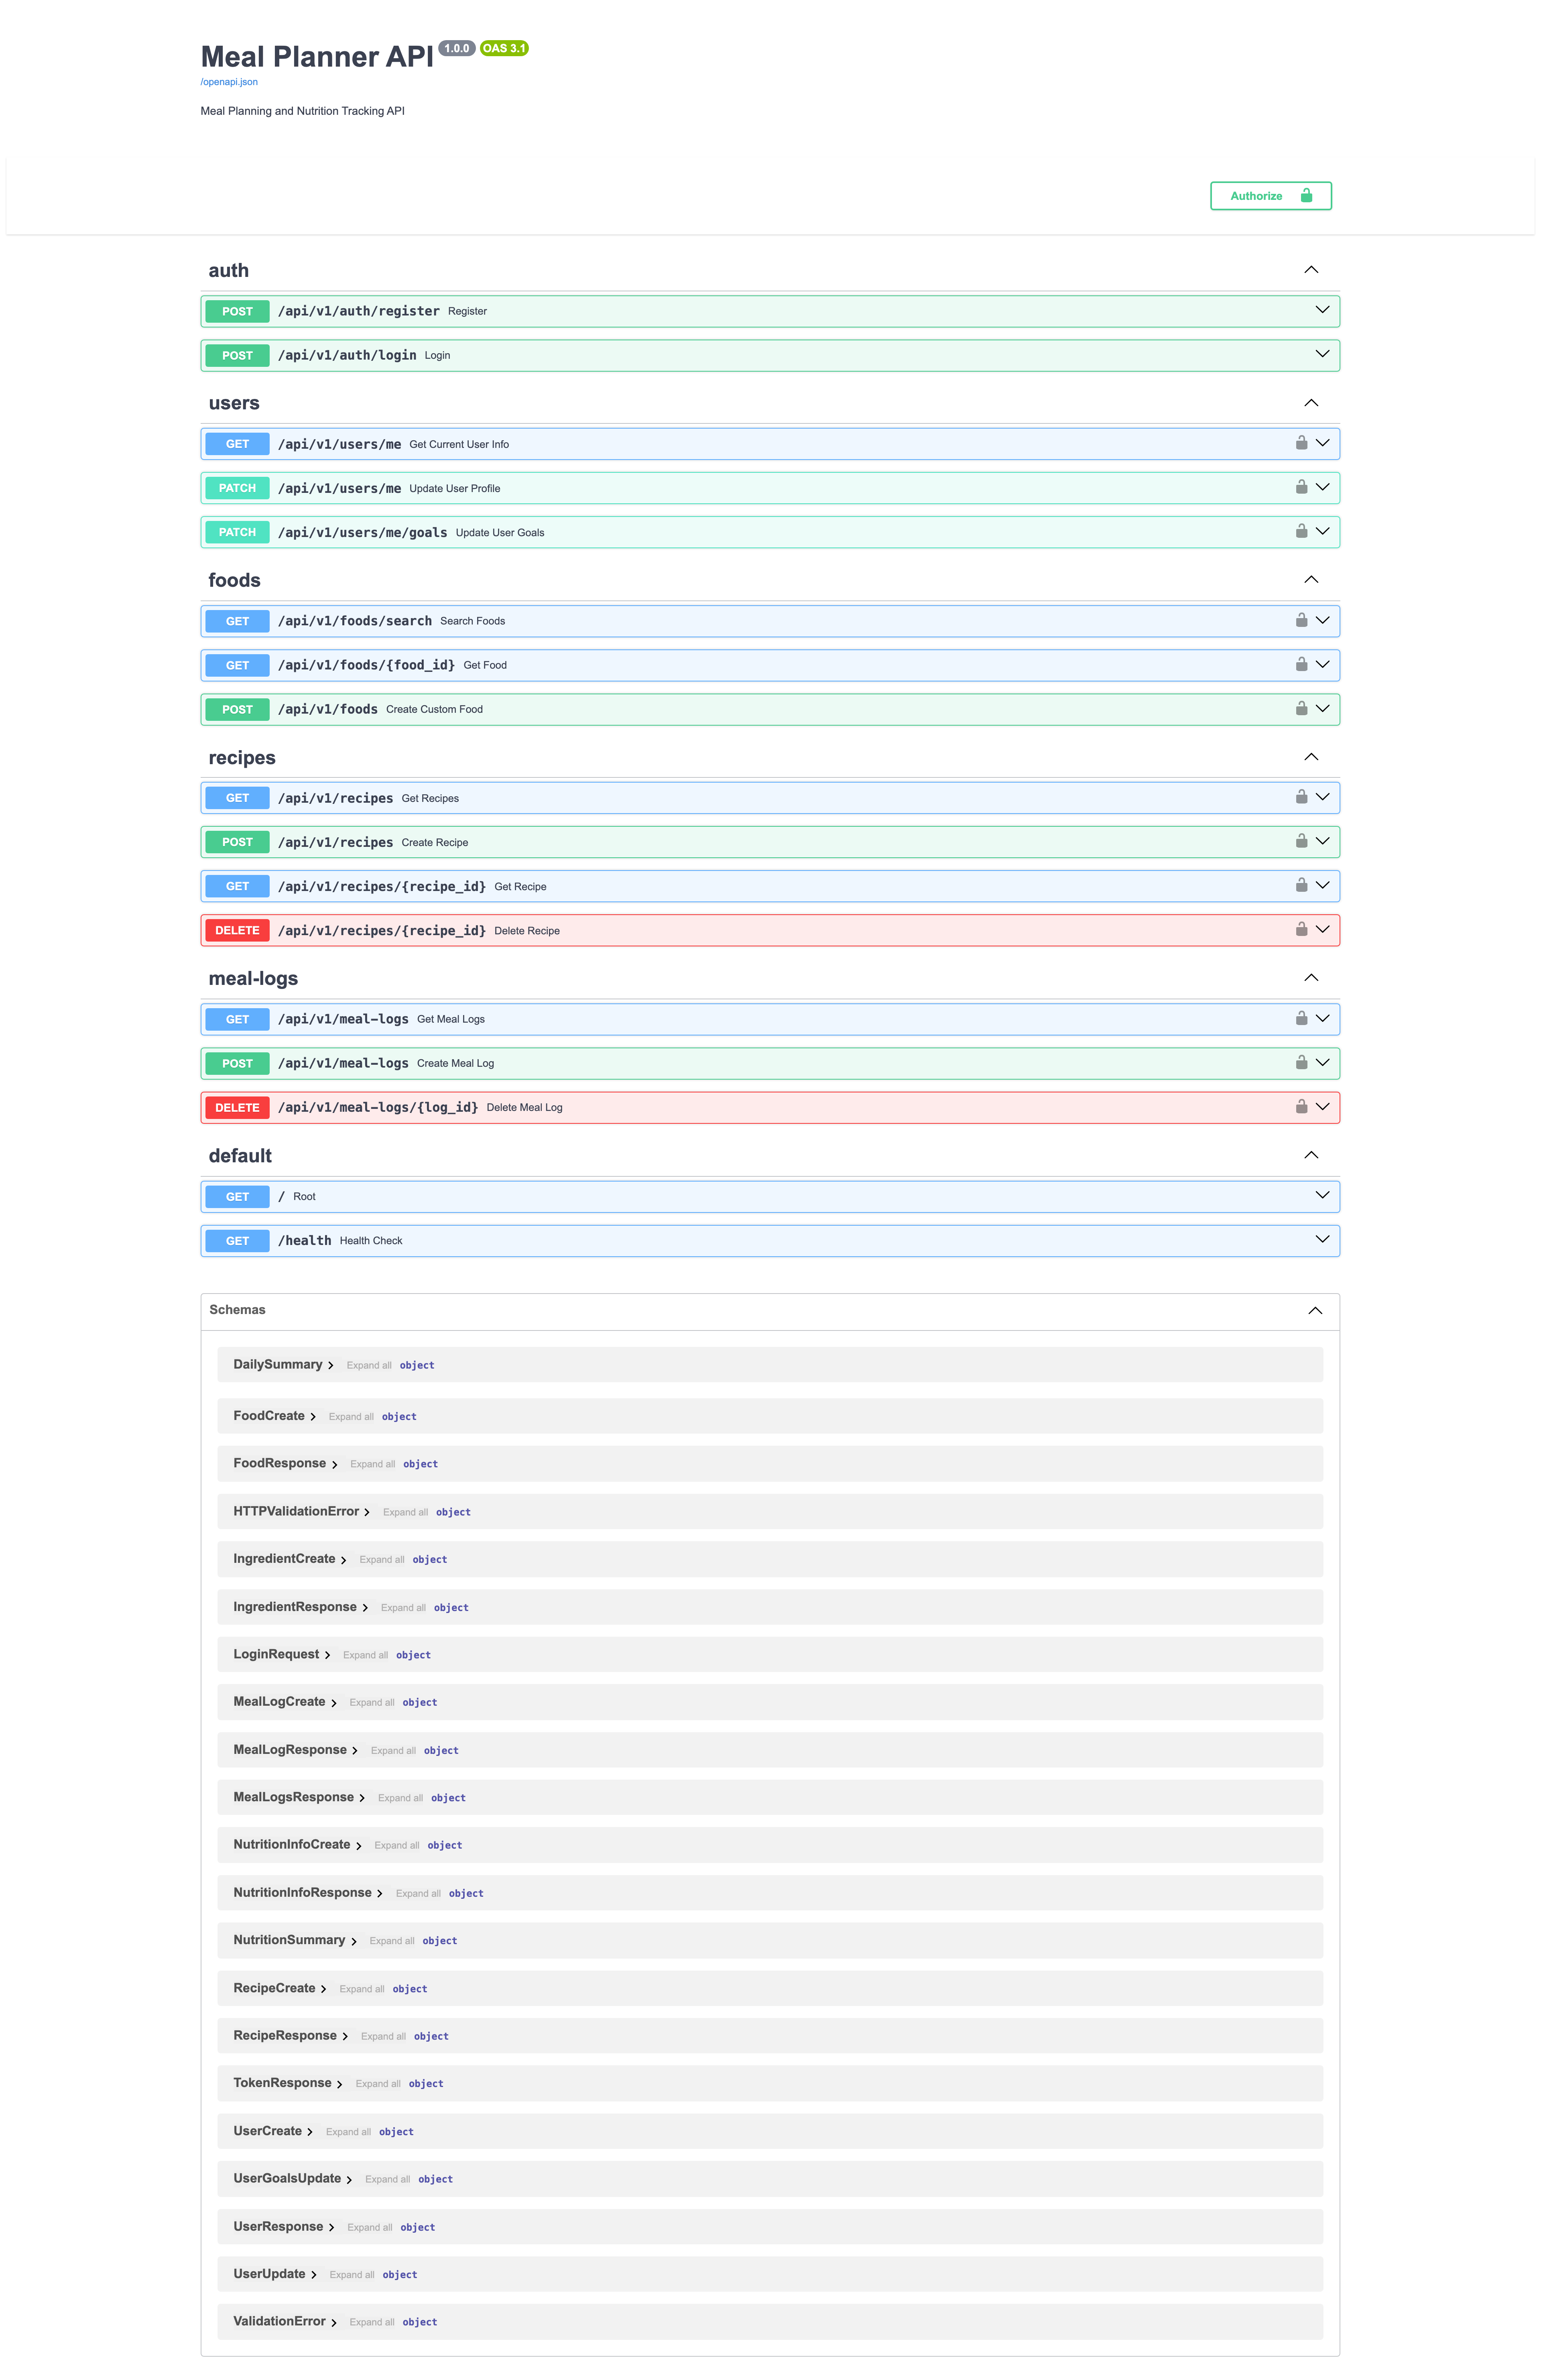 Meal Planner API 1.0.0 OAS 3.1
/openapi.json
Meal Planning and Nutrition Tracking API
Authorize
auth
POST /api/v1/auth/register Register
POST /api/v1/auth/login Login
users
GET /api/v1/users/me Get Current User Info
PATCH /api/v1/users/me Update User Profile
PATCH /api/v1/users/me/goals Update User Goals
foods
GET /api/v1/foods/search Search Foods
GET /api/v1/foods/{food_id} Get Food
POST /api/v1/foods Create Custom Food
recipes
GET /api/v1/recipes Get Recipes
POST /api/v1/recipes Create Recipe
GET /api/v1/recipes/{recipe_id} Get Recipe
DELETE /api/v1/recipes/{recipe_id} Delete Recipe
meal-logs
GET /api/v1/meal-logs Get Meal Logs
POST /api/v1/meal-logs Create Meal Log
DELETE /api/v1/meal-logs/{log_id} Delete Meal Log
default
GET / Root
GET /health Health Check
Schemas
DailySummary Expand all object
FoodCreate Expand all object
FoodResponse Expand all object
HTTPValidationError Expand all object
IngredientCreate Expand all object
IngredientResponse Expand all object
LoginRequest Expand all object
MealLogCreate Expand all object
MealLogResponse Expand all object
MealLogsResponse Expand all object
NutritionInfoCreate Expand all object
NutritionInfoResponse Expand all object
NutritionSummary Expand all object
RecipeCreate Expand all object
RecipeResponse Expand all object
TokenResponse Expand all object
UserCreate Expand all object
UserGoalsUpdate Expand all object
UserResponse Expand all object
UserUpdate Expand all object
ValidationError Expand all object